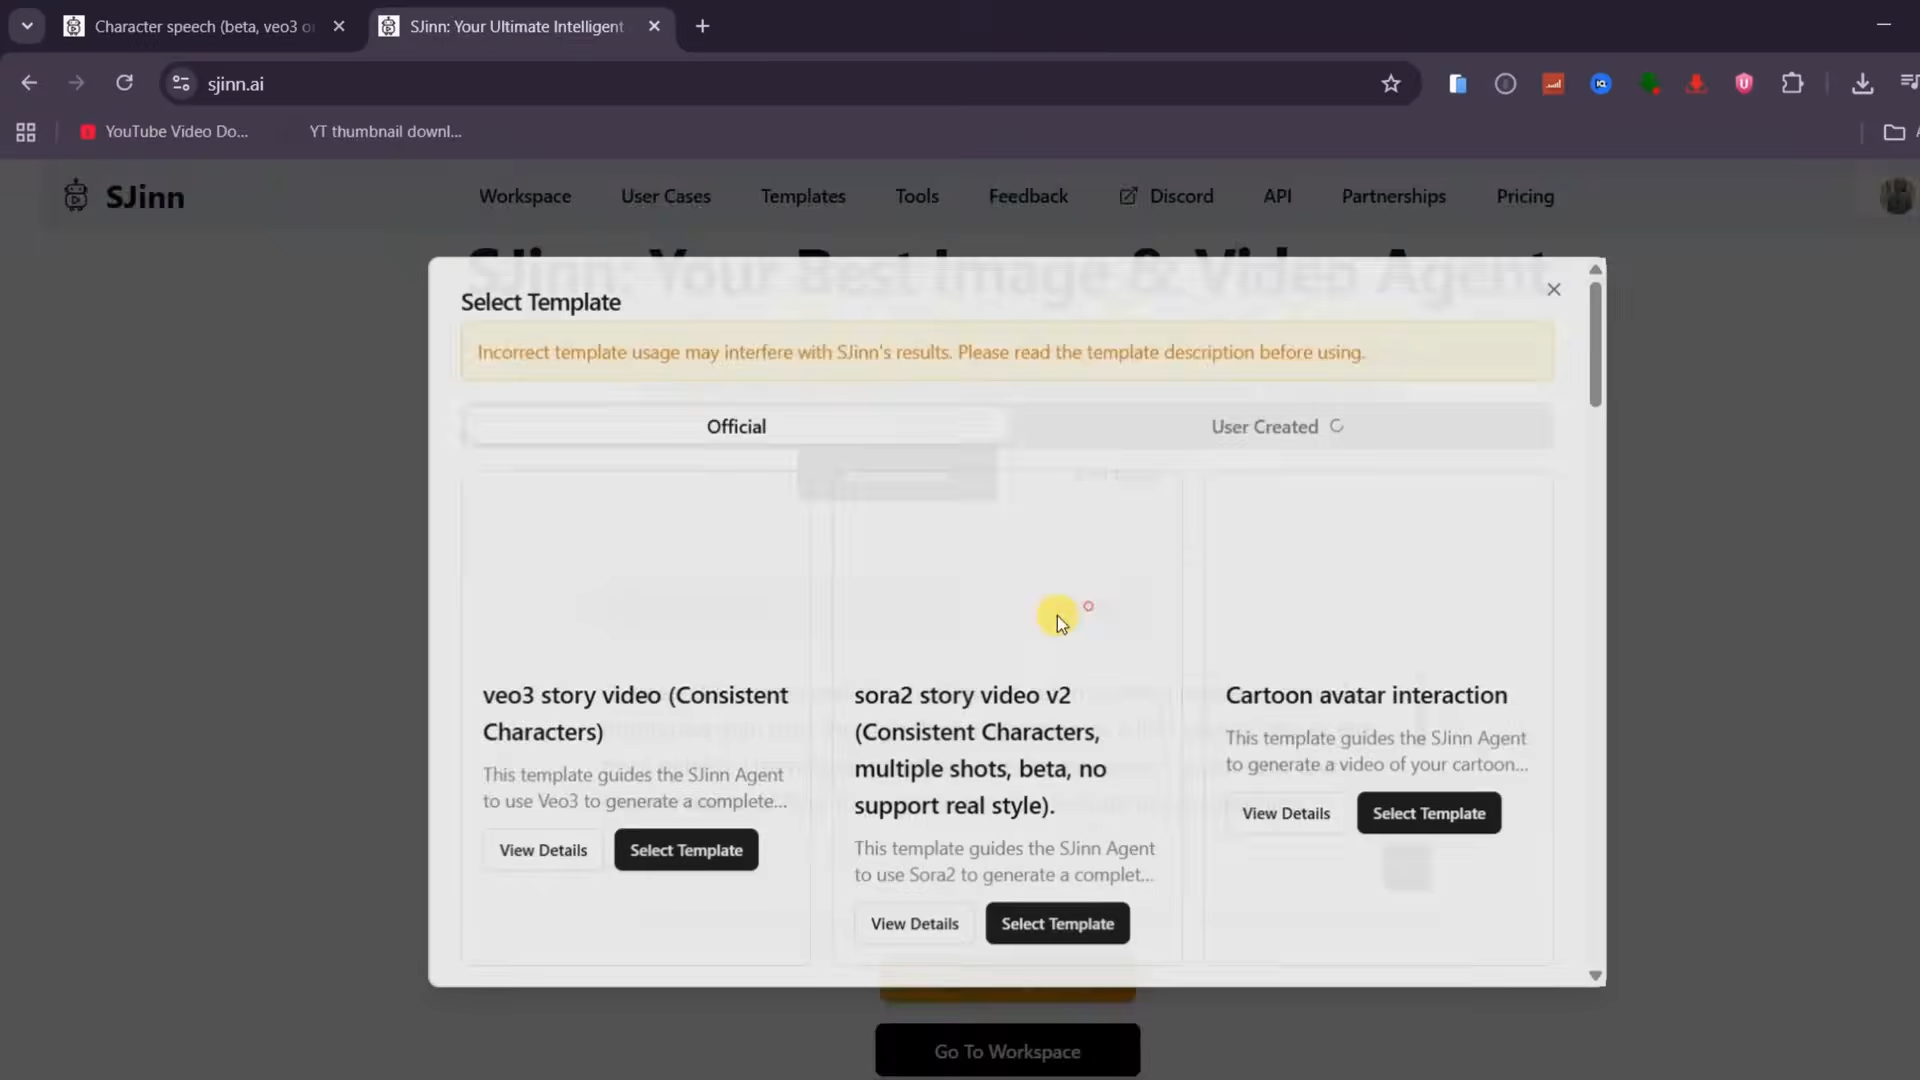 Character speech (beta, veo3 o
SJinn: Your Ultimate Intelligent
sjinn.ai
YouTube Video Do...
YT thumbnail downl...
SJinn
Workspace
User Cases
Templates
Tools
Feedback
Discord
API
Partnerships
Pricing
SJinn: Your Best Image & Video Agent
Select Template
Incorrect template usage may interfere with SJinn's results. Please read the template description before using.
Official
User Created
veo3 story video (Consistent
Characters)
This template guides the SJinn Agent
to use Veo3 to generate a complete...
View Details
Select Template
sora2 story video v2
(Consistent Characters,
multiple shots, beta, no
support real style).
This template guides the SJinn Agent
to use Sora2 to generate a complet...
View Details
Select Template
Cartoon avatar interaction
This template guides the SJinn Agent
to generate a video of your cartoon...
View Details
Select Template
Go To Workspace